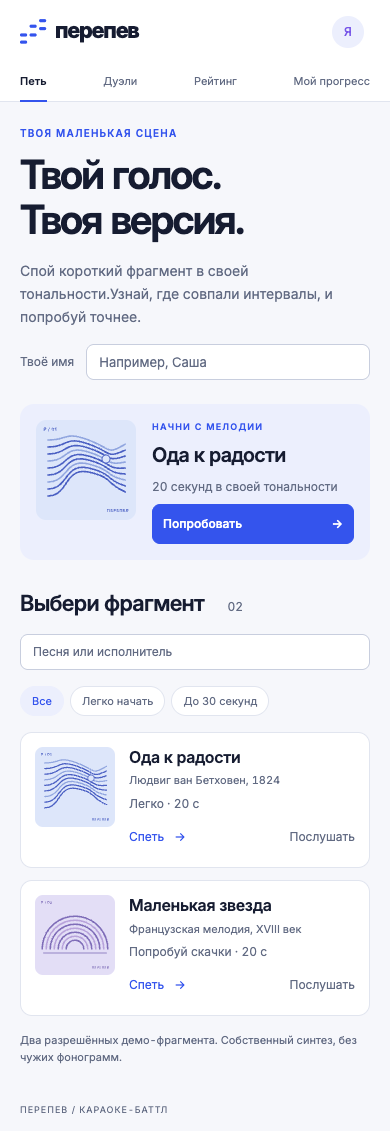 перепев
Я
Петь Дуэли Рейтинг Мой прогресс
ТВОЯ МАЛЕНЬКАЯ СЦЕНА
Твой голос.
Твоя версия.
Спой короткий фрагмент в своей
тональности.Узнай, где совпали интервалы, и
попробуй точнее.
Твоё имя Например, Саша
НАЧНИ С МЕЛОДИИ
Ода к радости
20 секунд в своей тональности
Попробовать →
ПЕРЕПЕВ
Выбери фрагмент 02
Песня или исполнитель
Все Легко начать До 30 секунд
Ода к радости
Людвиг ван Бетховен, 1824
Легко · 20 с
Спеть → Послушать
Маленькая звезда
Французская мелодия, XVIII век
Попробуй скачки · 20 с
Спеть → Послушать
Два разрешённых демо-фрагмента. Собственный синтез, без
чужих фонограмм.
ПЕРЕПЕВ / КАРАОКЕ-БАТТЛ